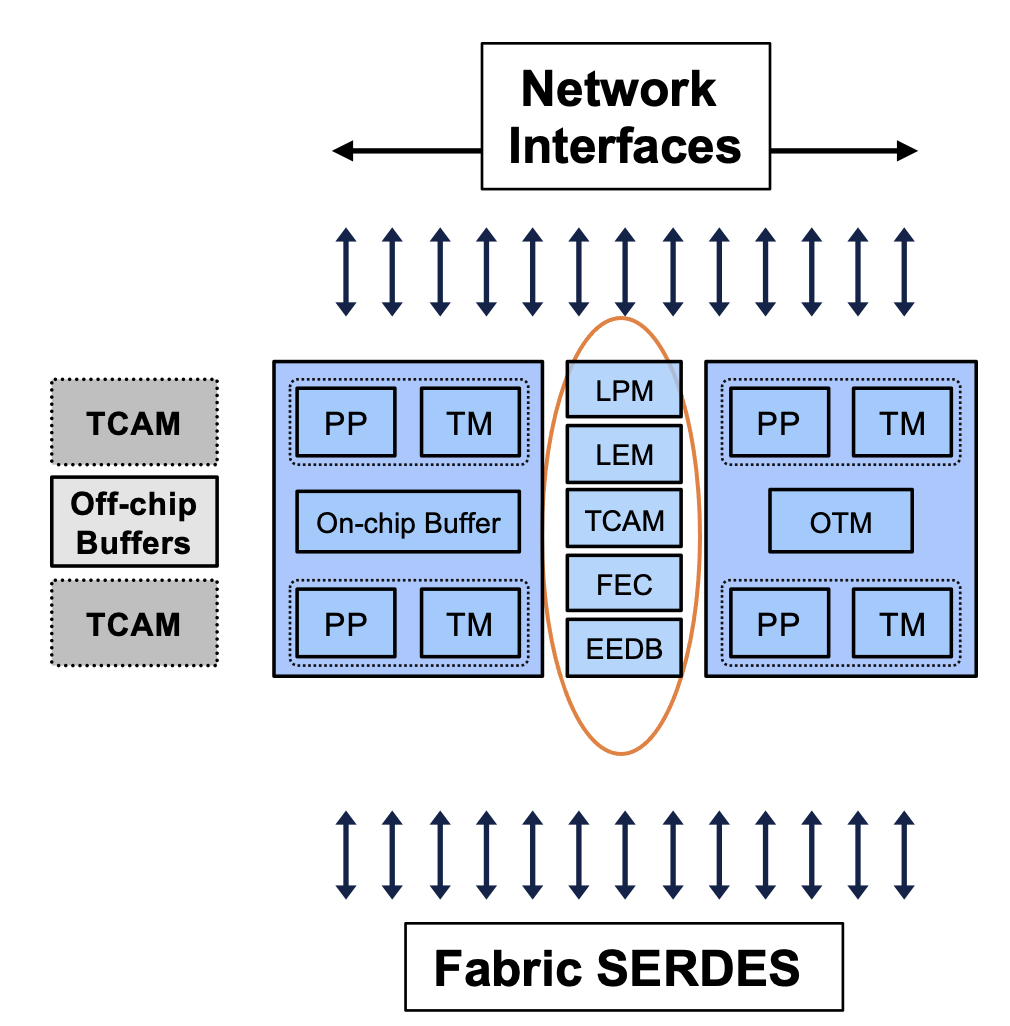 Network
Interfaces
TCAM
Off-chip
Buffers
TCAM
PP
TM
On-chip Buffer
PP
TM
LPM
LEM
TCAM
FEC
EEDB
PP
TM
OTM
PP
TM
Fabric SERDES